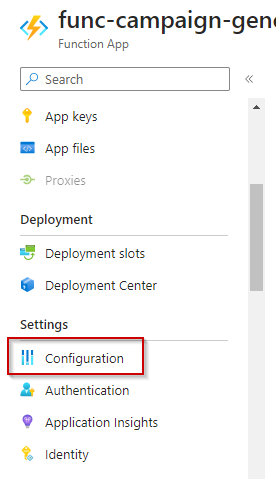 func-campaign-gene
Function App
Search
App keys
App files
Proxies
Deployment
Deployment slots
Deployment Center
Settings
Configuration
Authentication
Application Insights
Identity